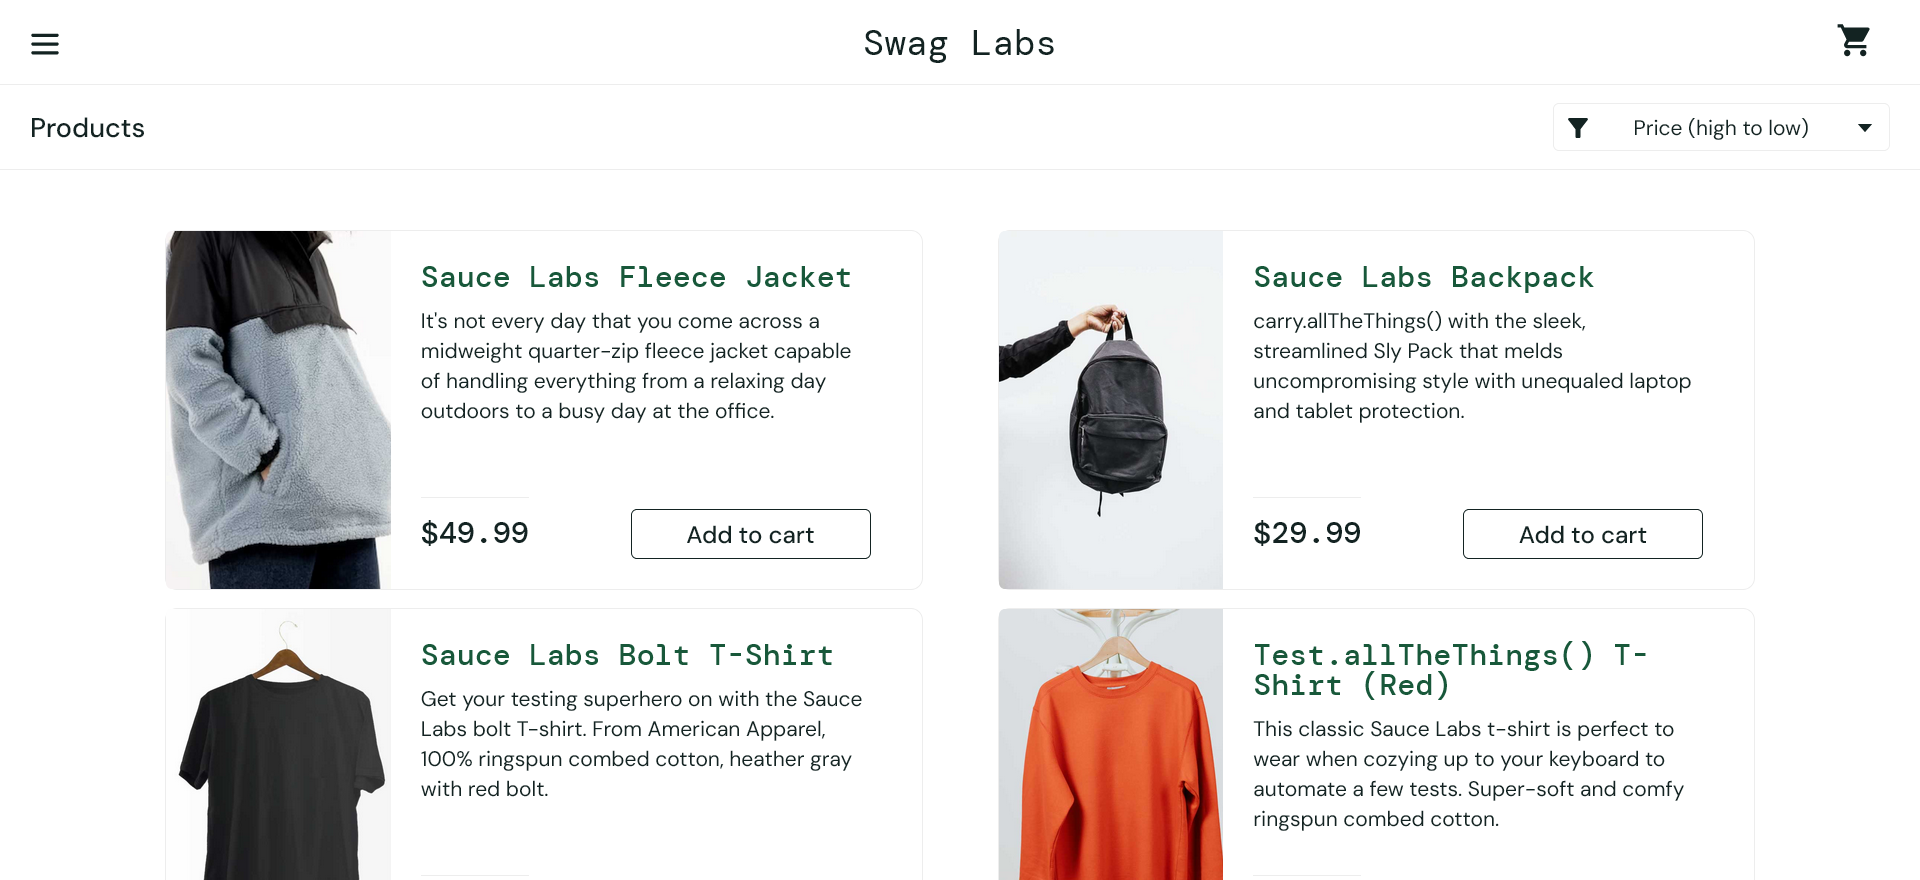 Swag Labs
Products
Price (high to low)
Sauce Labs Fleece Jacket
It's not every day that you come across a
midweight quarter-zip fleece jacket capable
of handling everything from a relaxing day
outdoors to a busy day at the office.
$49.99
Add to cart
Sauce Labs Backpack
carry.allTheThings() with the sleek,
streamlined Sly Pack that melds
uncompromising style with unequaled laptop
and tablet protection.
$29.99
Add to cart
Sauce Labs Bolt T-Shirt
Get your testing superhero on with the Sauce
Labs bolt T-shirt. From American Apparel,
100% ringspun combed cotton, heather gray
with red bolt.
Test.allTheThings() T-
Shirt (Red)
This classic Sauce Labs t-shirt is perfect to
wear when cozying up to your keyboard to
automate a few tests. Super-soft and comfy
ringspun combed cotton.